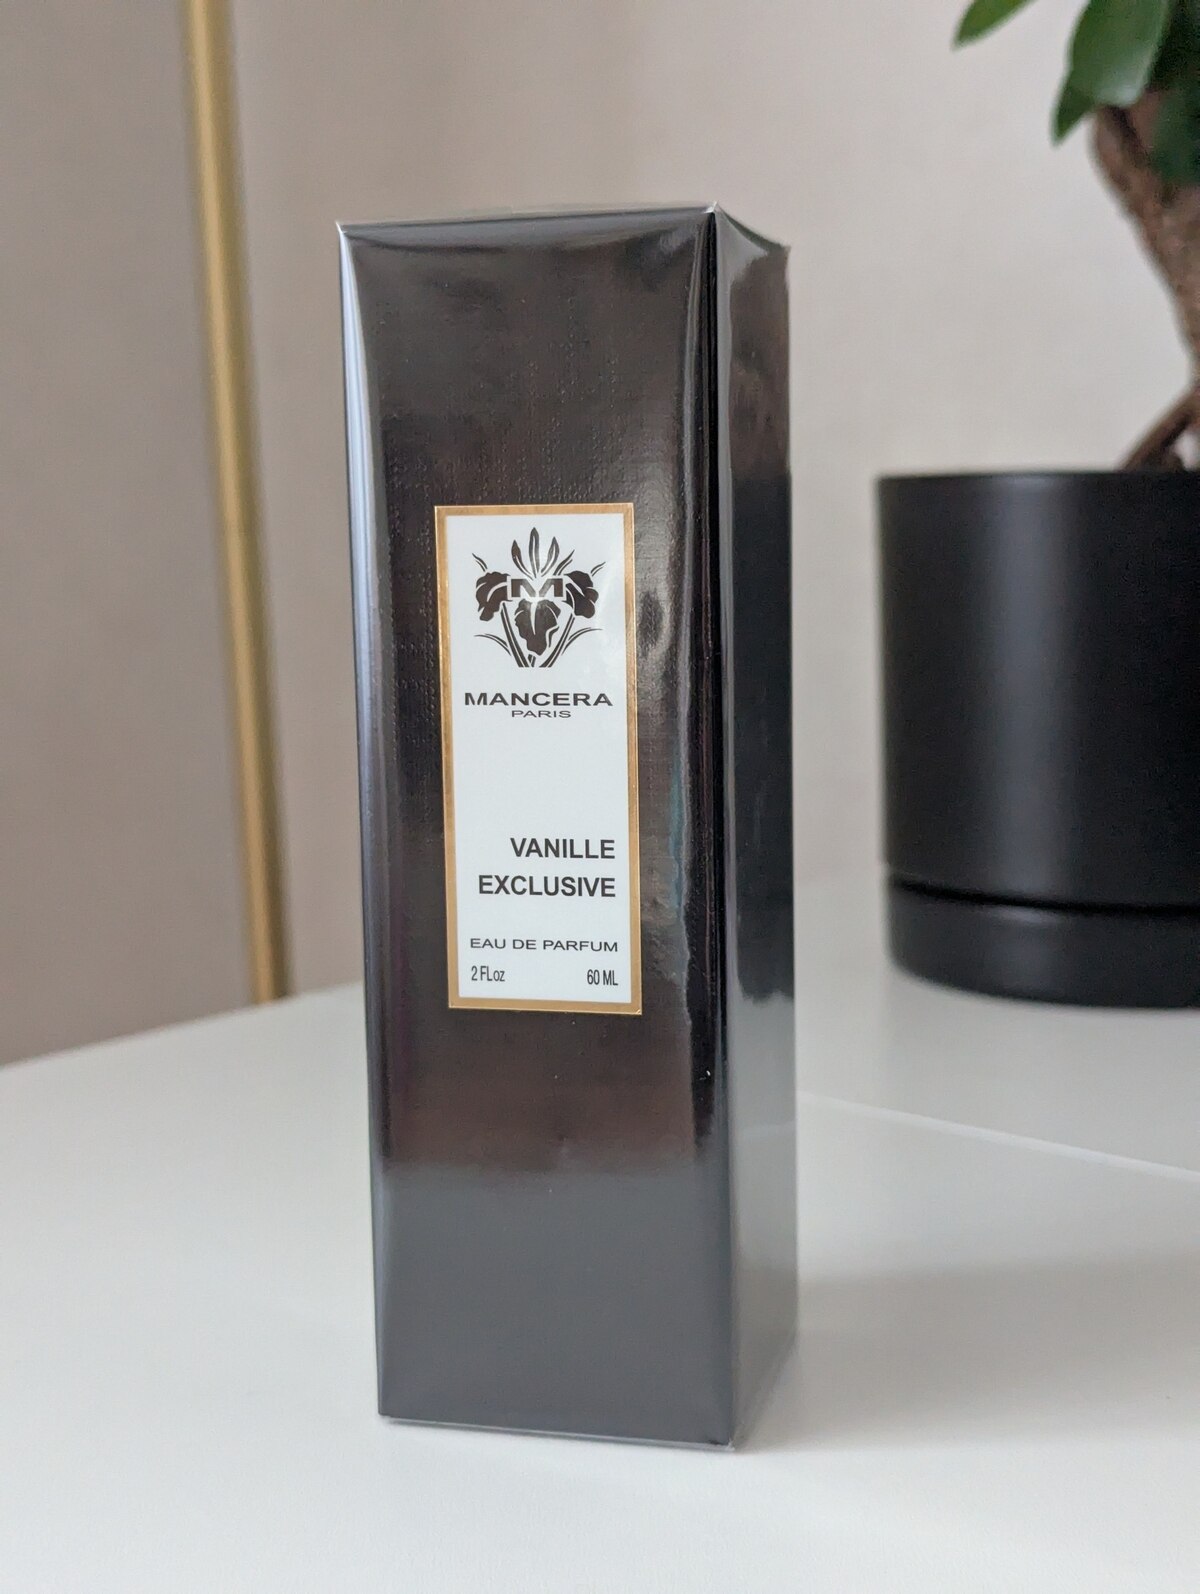 M
MANCERA
PARIS
VANILLE
EXCLUSIVE
EAU DE PARFUM
2 FLoz 60 ML